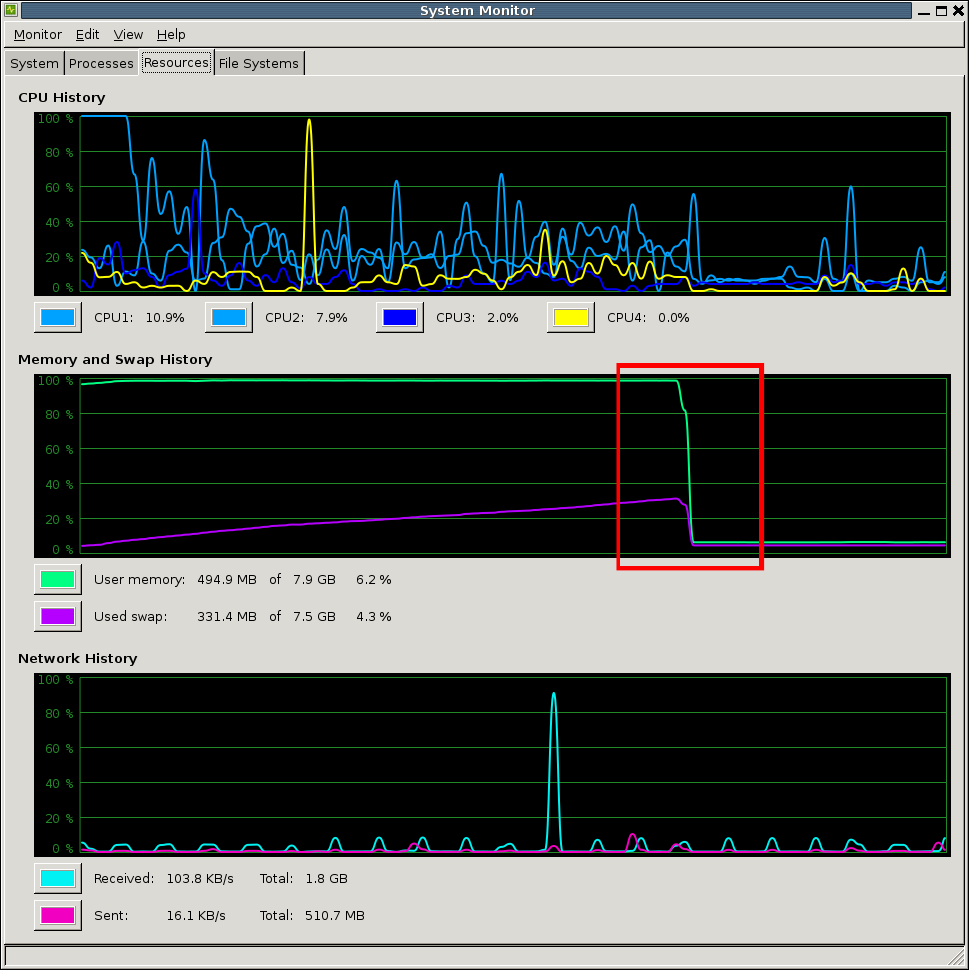 System Monitor
Monitor Edit View Help
System Processes Resources File Systems
CPU History
100 %
80 %
60 %
40 %
20 %
0 %
CPU1: 10.9% CPU2: 7.9% CPU3: 2.0% CPU4: 0.0%
Memory and Swap History
100 %
80 %
60 %
40 %
20 %
0 %
User memory: 494.9 MB of 7.9 GB 6.2 %
Used swap: 331.4 MB of 7.5 GB 4.3 %
Network History
100 %
80 %
60 %
40 %
20 %
0 %
Received: 103.8 KB/s Total: 1.8 GB
Sent: 16.1 KB/s Total: 510.7 MB